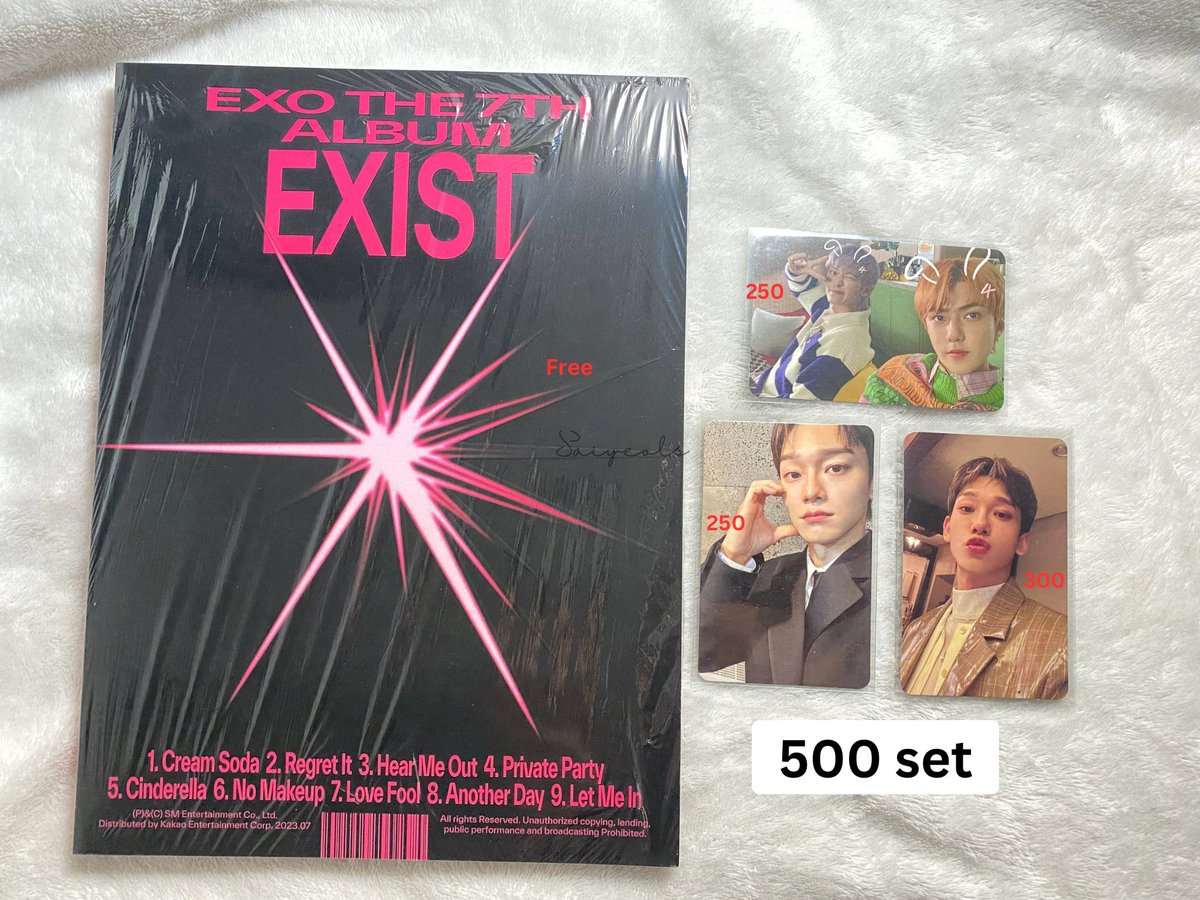 EXO THE 7TH
ALBUM
EXIST
Free
Saiyeols
1. Cream Soda 2. Regret It 3. Hear Me Out 4. Private Party
5. Cinderella 6. No Makeup 7. Love Fool 8. Another Day 9. Let Me In
(P)&(C) SM Entertainment Co., Ltd.
Distributed by Kakao Entertainment Corp. 2023.07
All rights Reserved. Unauthorized copying, lending,
public performance and broadcasting Prohibited.
250
4
4
250
300
500 set